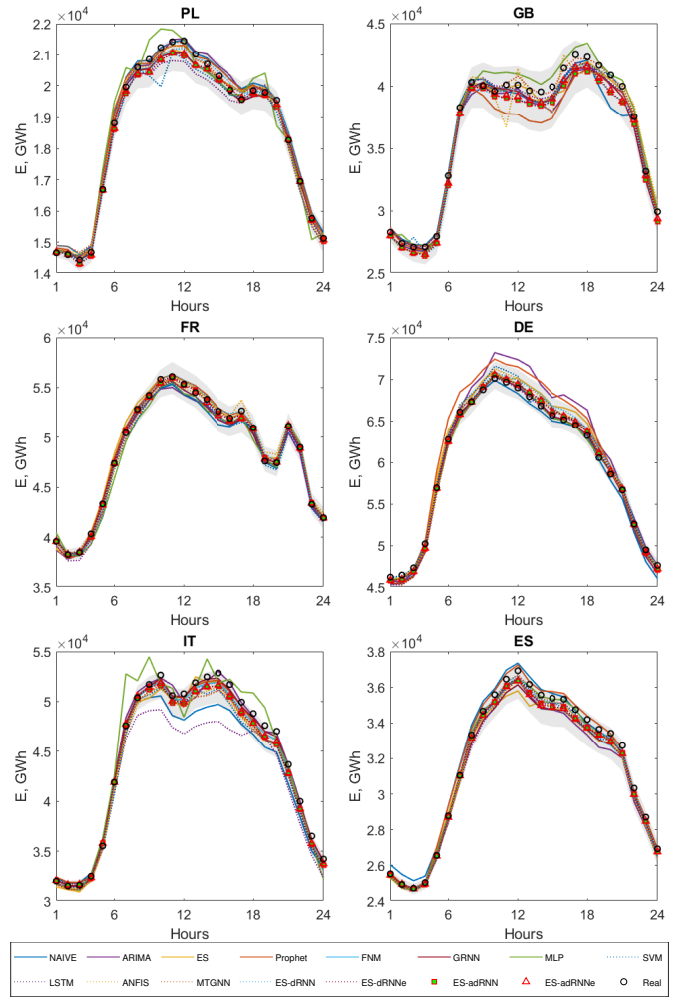 PL
×10⁴
2.2
2.1
2
1.9
1.8
1.7
1.6
1.5
1.4
E, GWh
1 6 12 18 24
Hours
GB
×10⁴
4.5
4
3.5
3
2.5
E, GWh
1 6 12 18 24
Hours
FR
×10⁴
6
5.5
5
4.5
4
3.5
E, GWh
1 6 12 18 24
Hours
DE
×10⁴
7.5
7
6.5
6
5.5
5
4.5
E, GWh
1 6 12 18 24
Hours
IT
×10⁴
5.5
5
4.5
4
3.5
3
E, GWh
1 6 12 18 24
Hours
ES
×10⁴
3.8
3.6
3.4
3.2
3
2.8
2.6
2.4
E, GWh
1 6 12 18 24
Hours
NAIVE ARIMA ES Prophet FNM GRNN MLP SVM
LSTM ANFIS MTGNN ES-dRNN ES-dRNNe ES-adRNN ES-adRNNe Real